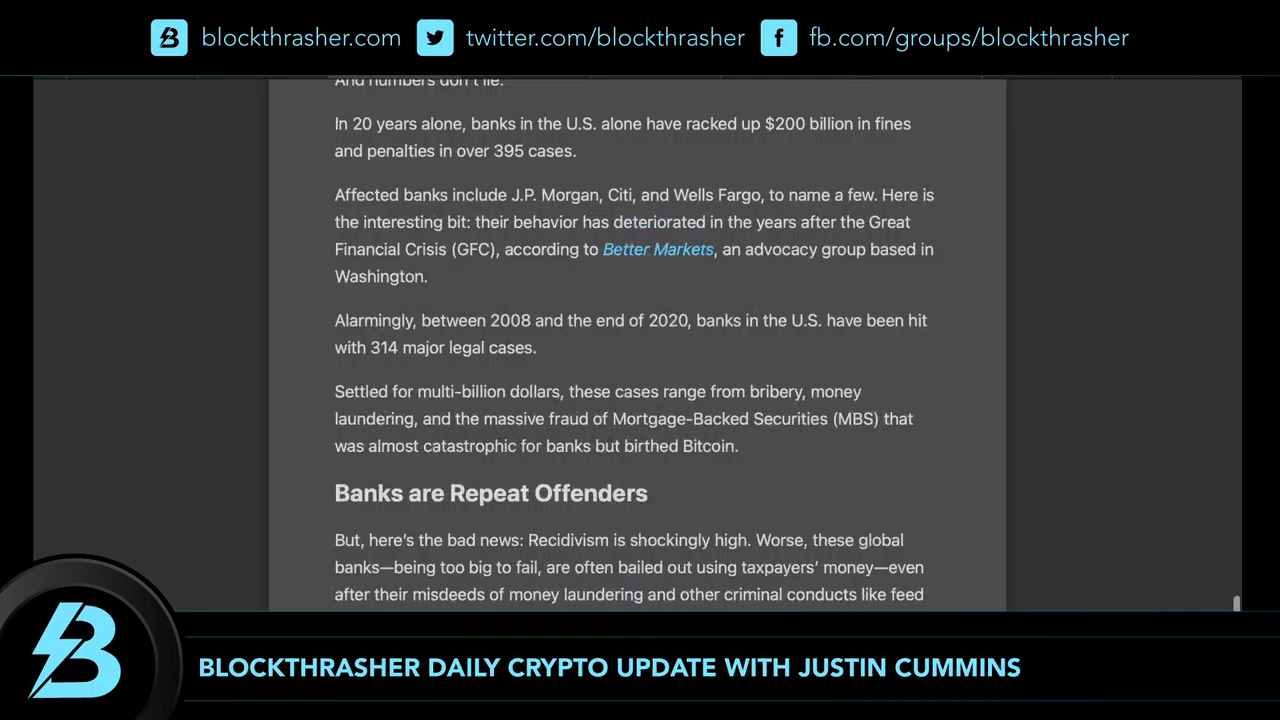 blockthrasher.com twitter.com/blockthrasher fb.com/groups/blockthrasher
And numbers don't lie.
In 20 years alone, banks in the U.S. alone have racked up $200 billion in fines
and penalties in over 395 cases.
Affected banks include J.P. Morgan, Citi, and Wells Fargo, to name a few. Here is
the interesting bit: their behavior has deteriorated in the years after the Great
Financial Crisis (GFC), according to Better Markets, an advocacy group based in
Washington.
Alarmingly, between 2008 and the end of 2020, banks in the U.S. have been hit
with 314 major legal cases.
Settled for multi-billion dollars, these cases range from bribery, money
laundering, and the massive fraud of Mortgage-Backed Securities (MBS) that
was almost catastrophic for banks but birthed Bitcoin.
Banks are Repeat Offenders
But, here’s the bad news: Recidivism is shockingly high. Worse, these global
banks—being too big to fail, are often bailed out using taxpayers’ money—even
after their misdeeds of money laundering and other criminal conducts like feed
BLOCKTHRASHER DAILY CRYPTO UPDATE WITH JUSTIN CUMMINS